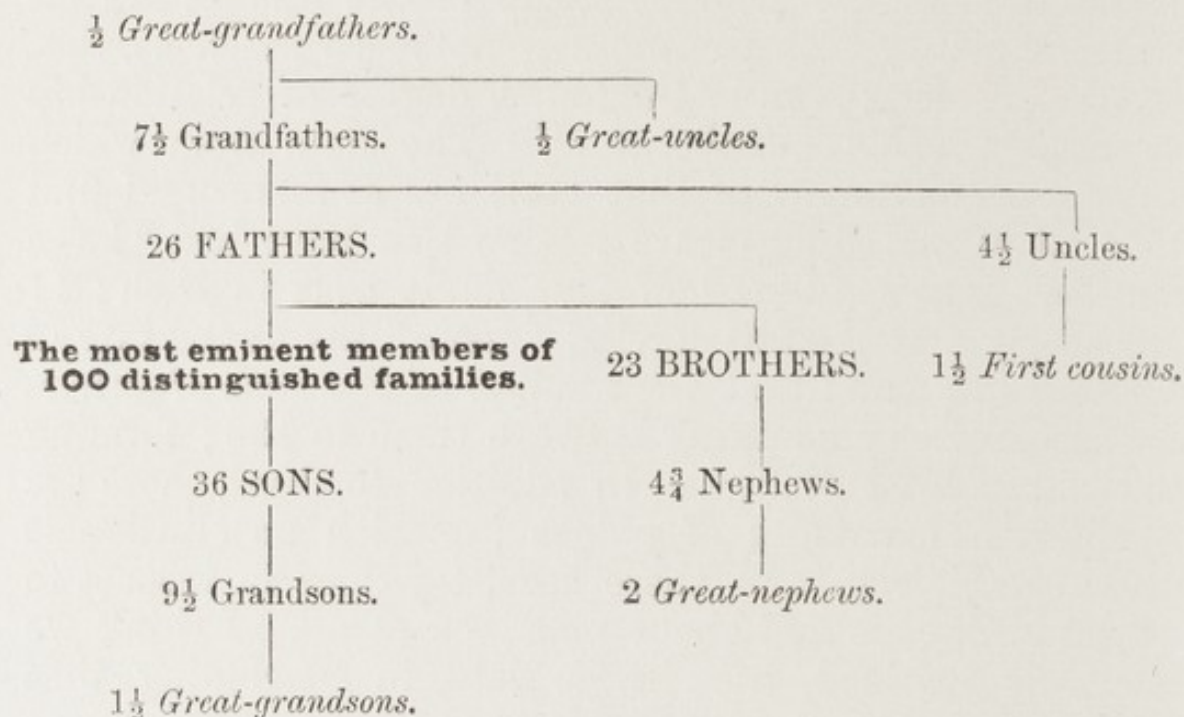 ½ Great-grandfathers.
7½ Grandfathers. ½ Great-uncles.
26 FATHERS. 4½ Uncles.
The most eminent members of
100 distinguished families.
23 BROTHERS. 1½ First cousins.
36 SONS. 4¾ Nephews.
9½ Grandsons. 2 Great-nephews.
1½ Great-grandsons.